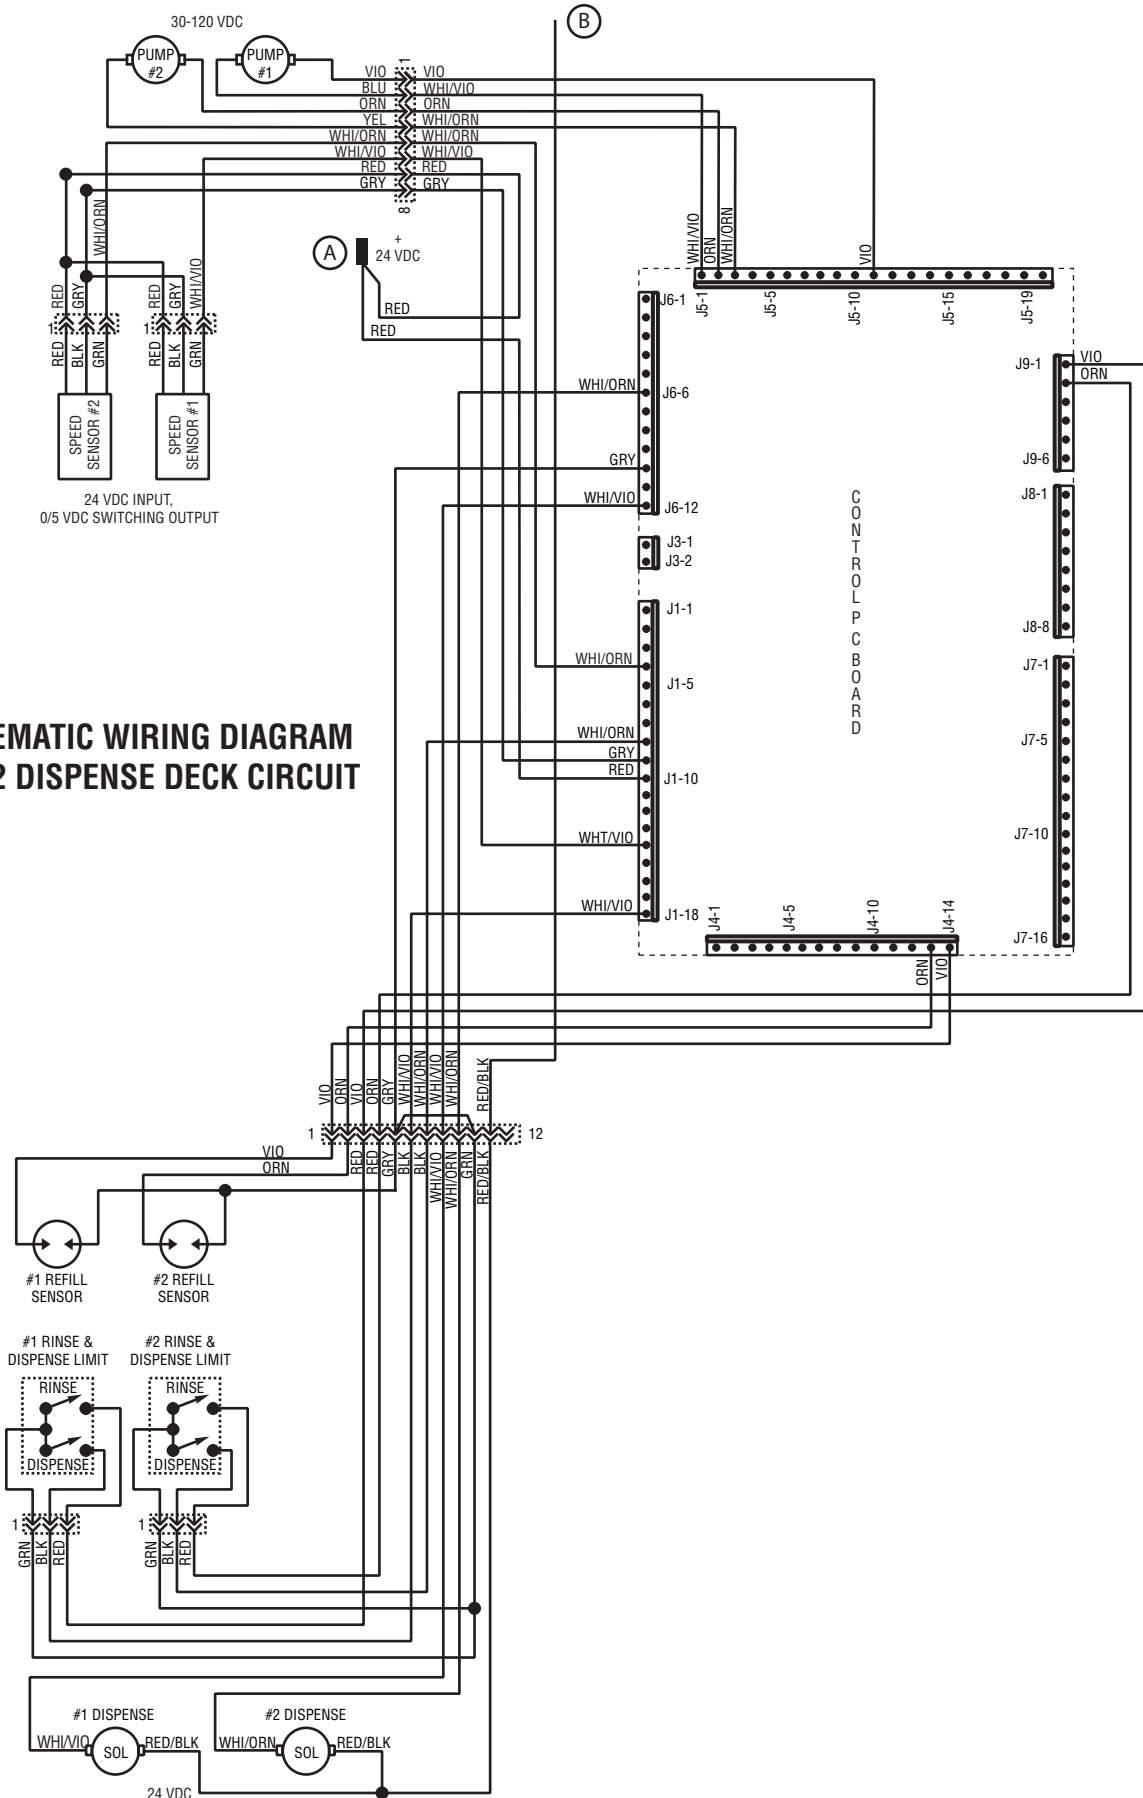 30-120 VDC
PUMP
#2
PUMP
#1
B
1
VIO
VIO
BLU
WHI/VIO
ORN
ORN
YEL
WHI/ORN
WHI/ORN
WHI/ORN
WHI/VIO
WHI/VIO
RED
RED
GRY
GRY
8
WHI/ORN
A
+
24 VDC
RED
RED
RED
GRY
RED
GRY
WHI/VIO
1
1
RED
BLK
GRN
RED
BLK
GRN
SPEED
SENSOR #2
SPEED
SENSOR #1
24 VDC INPUT,
0/5 VDC SWITCHING OUTPUT
WHI/VIO
ORN
WHI/ORN
VIO
J5-1
J5-5
J5-10
J5-15
J5-19
J6-1
WHI/ORN
J6-6
GRY
WHI/VIO
J6-12
J3-1
J3-2
J1-1
WHI/ORN
J1-5
WHI/ORN
GRY
RED
J1-10
WHT/VIO
WHI/VIO
J1-18
CONTROL PC BOARD
J9-1
VIO
ORN
J9-6
J8-1
J8-8
J7-1
J7-5
J7-10
J7-16
J4-1
J4-5
J4-10
J4-14
ORN
VIO
EMATIC WIRING DIAGRAM
2 DISPENSE DECK CIRCUIT
VIO
ORN
VIO
ORN
GRY
WHI/VIO
WHI/ORN
WHI/VIO
WHI/ORN
RED/BLK
1
12
VIO
ORN
RED
RED
GRY
BLK
BLK
WHI/VIO
WHI/ORN
GRN
RED/BLK
#1 REFILL
SENSOR
#2 REFILL
SENSOR
#1 RINSE &
DISPENSE LIMIT
#2 RINSE &
DISPENSE LIMIT
RINSE
RINSE
DISPENSE
DISPENSE
1
1
GRN
BLK
RED
GRN
BLK
RED
#1 DISPENSE
#2 DISPENSE
WHI/VIO
SOL
RED/BLK
WHI/ORN
SOL
RED/BLK
24 VDC